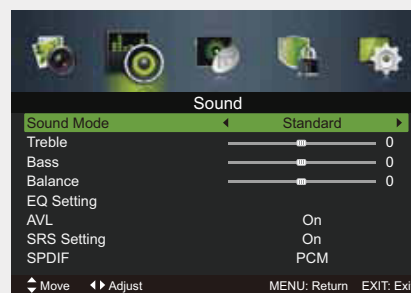 Sound
Sound Mode Standard
Treble 0
Bass 0
Balance 0
EQ Setting
AVL On
SRS Setting On
SPDIF PCM
Move Adjust MENU: Return EXIT: Exi